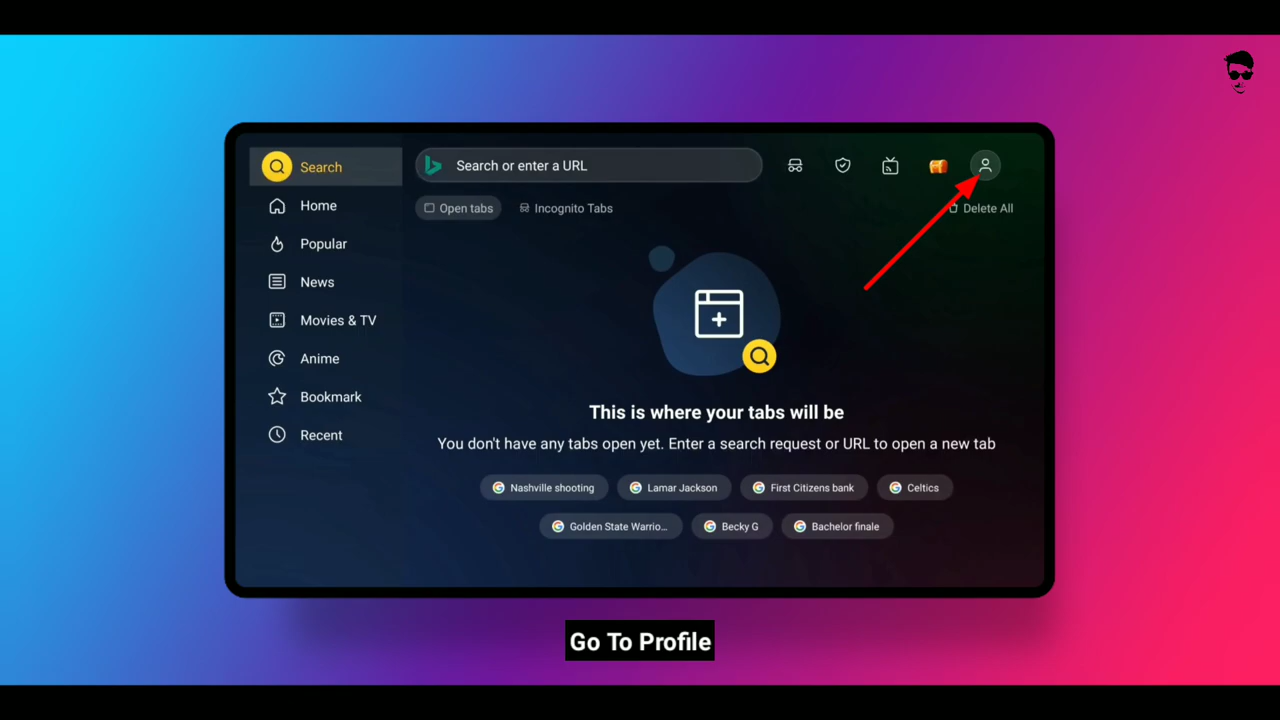 Search
Search or enter a URL
Home
Open tabs
Incognito Tabs
Delete All
Popular
News
Movies & TV
Anime
Bookmark
Recent
This is where your tabs will be
You don't have any tabs open yet. Enter a search request or URL to open a new tab
Nashville shooting
Lamar Jackson
First Citizens bank
Celtics
Golden State Warrio...
Becky G
Bachelor finale
Go To Profile